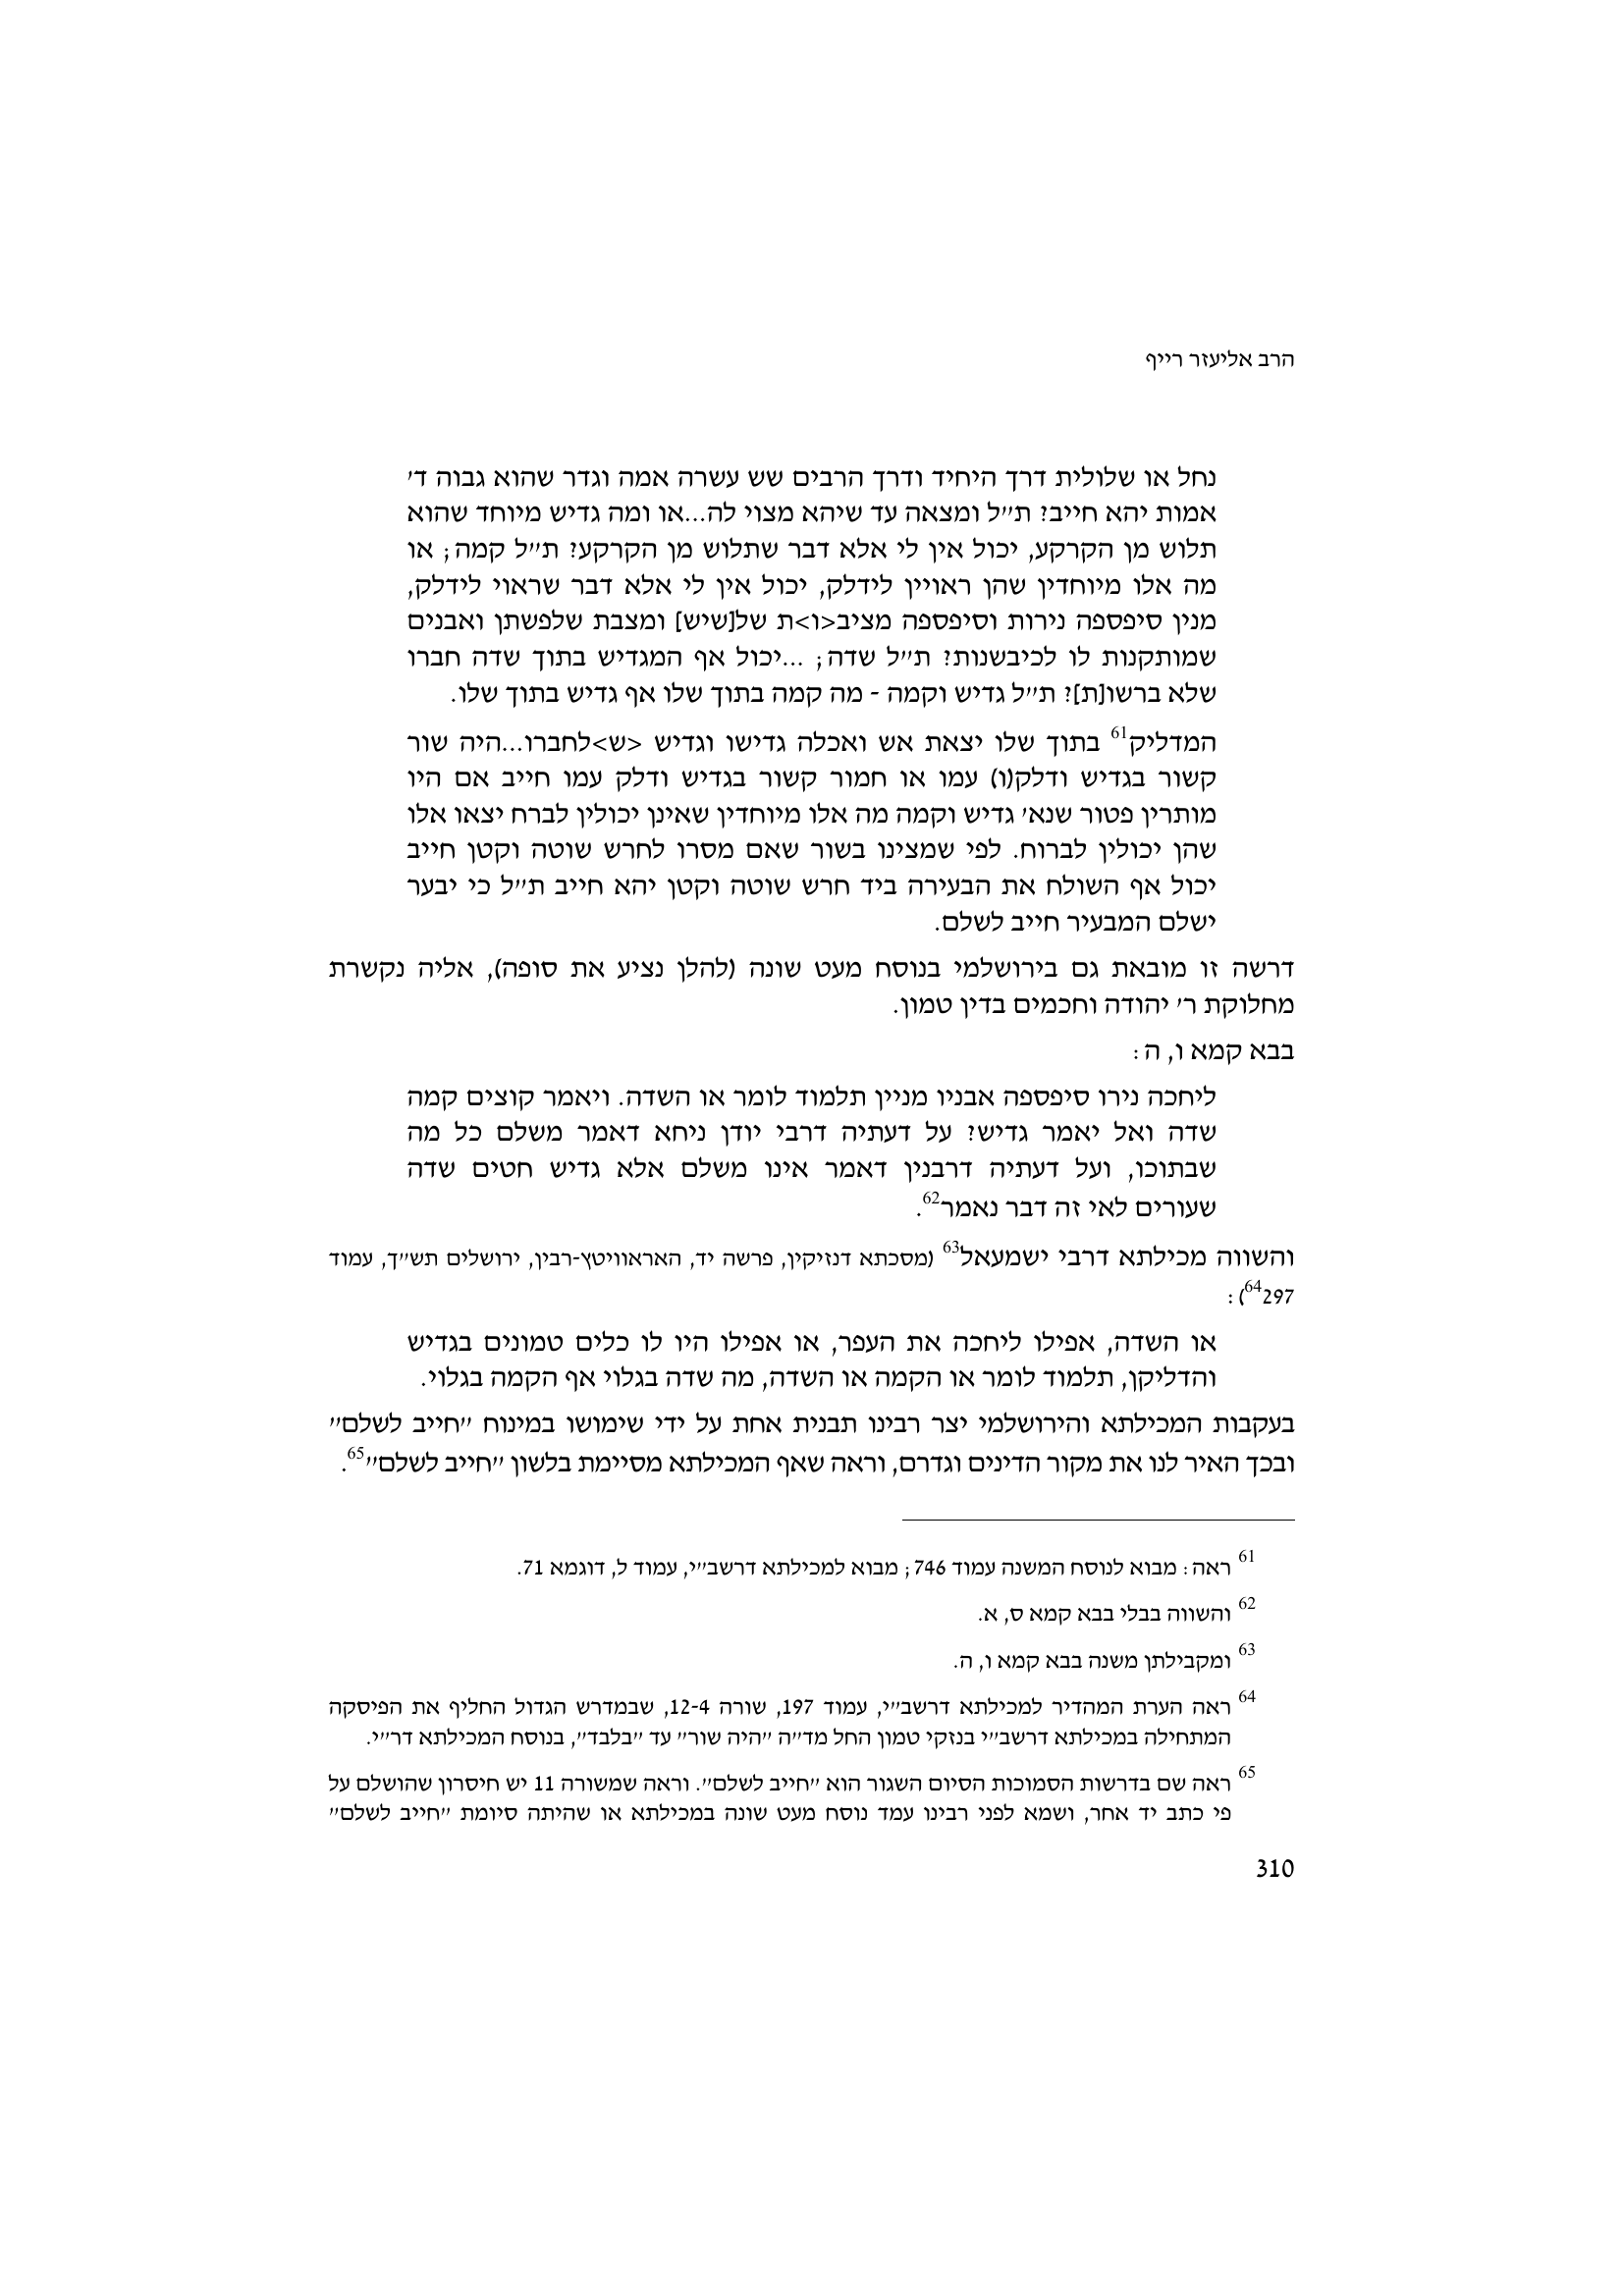 הרב אליעזר רייף
נחל או שלולית דרך היחיד ודרך הרבים שש עשרה אמה וגדר שהוא גבוה ד'
אמות יהא חייב? ת"ל ומצאה עד שיהא מצוי לה...או ומה גדיש מיוחד שהוא
תלוש מן הקרקע, יכול אין לי אלא דבר שתלוש מן הקרקע? ת"ל קמה; או
מה אלו מיוחדין שהן ראויין לידלק, יכול אין לי אלא דבר שראוי לידלק,
מנין סיפספה נירות וסיפספה מציב<ו>ת של[שיש] ומצבת שלפשתן ואבנים
שמותקנות לו לכיבשנות? ת"ל שדה; ...יכול אף המגדיש בתוך שדה חברו
שלא ברשו[ת]? ת"ל גדיש וקמה - מה קמה בתוך שלו אף גדיש בתוך שלו.
המדליק61 בתוך שלו יצאת אש ואכלה גדישו וגדיש <ש>לחברו...היה שור
קשור בגדיש ודלק(ו) עמו או חמור קשור בגדיש ודלק עמו חייב אם היו
מותרין פטור שנא' גדיש וקמה מה אלו מיוחדין שאינן יכולין לברח יצאו אלו
שהן יכולין לברוח. לפי שמצינו בשור שאם מסרו לחרש שוטה וקטן חייב
יכול אף השולח את הבעירה ביד חרש שוטה וקטן יהא חייב ת"ל כי יבער
ישלם המבעיר חייב לשלם.
דרשה זו מובאת גם בירושלמי בנוסח מעט שונה (להלן נציע את סופה), אליה נקשרת
מחלוקת ר' יהודה וחכמים בדין טמון.
בבא קמא ו, ה:
ליחכה נירו סיפספה אבניו מניין תלמוד לומר או השדה. ויאמר קוצים קמה
שדה ואל יאמר גדיש? על דעתיה דרבי יודן ניחא דאמר משלם כל מה
שבתוכו, ועל דעתיה דרבנין דאמר אינו משלם אלא גדיש חטים שדה
שעורים לאי זה דבר נאמר62.
והשווה מכילתא דרבי ישמעאל63 (מסכתא דנזיקין, פרשה יד, האראוויטץ-רבין, ירושלים תש"ך, עמוד
29764):
או השדה, אפילו ליחכה את העפר, או אפילו היו לו כלים טמונים בגדיש
והדליקן, תלמוד לומר או הקמה או השדה, מה שדה בגלוי אף הקמה בגלוי.
בעקבות המכילתא והירושלמי יצר רבינו תבנית אחת על ידי שימושו במינוח "חייב לשלם"
ובכך האיר לנו את מקור הדינים וגדרם, וראה שאף המכילתא מסיימת בלשון "חייב לשלם"65.
61 ראה: מבוא לנוסח המשנה עמוד 746; מבוא למכילתא דרשב"י, עמוד ל, דוגמא 71.
62 והשווה בבלי בבא קמא ס, א.
63 ומקבילתן משנה בבא קמא ו, ה.
64 ראה הערת המהדיר למכילתא דרשב"י, עמוד 197, שורה 12-4, שבמדרש הגדול החליף את הפיסקה
המתחילה במכילתא דרשב"י בנזקי טמון החל מד"ה "היה שור" עד "בלבד", בנוסח המכילתא דר"י.
65 ראה שם בדרשות הסמוכות הסיום השגור הוא "חייב לשלם". וראה שמשורה 11 יש חיסרון שהושלם על
פי כתב יד אחר, ושמא לפני רבינו עמד נוסח מעט שונה במכילתא או שהיתה סיומת "חייב לשלם"
310